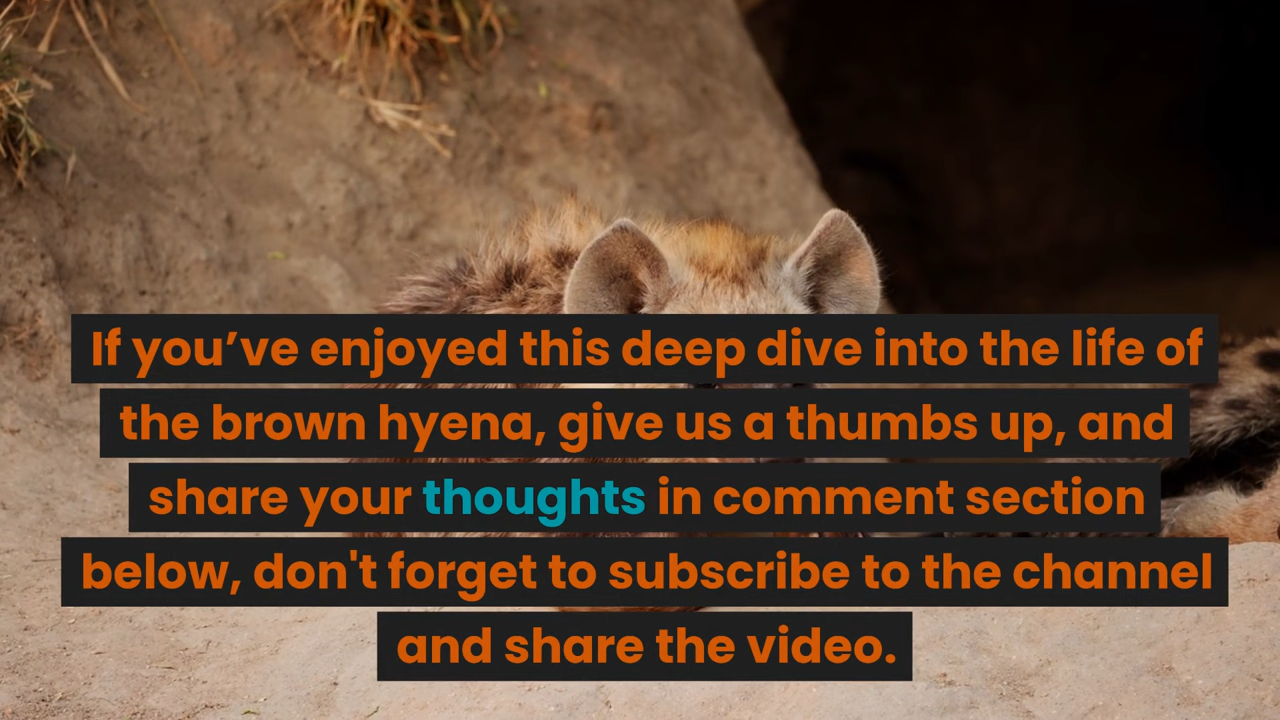 If you’ve enjoyed this deep dive into the life of
the brown hyena, give us a thumbs up, and
share your thoughts in comment section
below, don't forget to subscribe to the channel
and share the video.